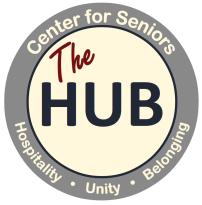 Center for Seniors
The
HUB
Hospitality • Unity • Belonging